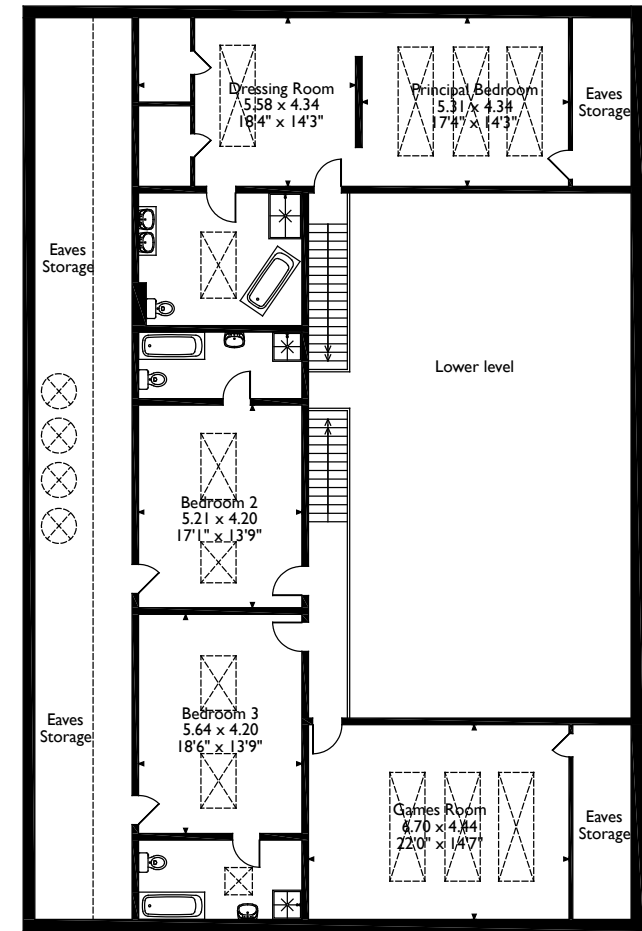 Dressing Room
5.58 x 4.34
18'4" x 14'3"
Principal Bedroom
5.31 x 4.34
17'4" x 14'3"
Eaves
Storage
Eaves
Storage
Lower level
Bedroom 2
5.21 x 4.20
17'1" x 13'9"
Bedroom 3
5.64 x 4.20
18'6" x 13'9"
Eaves
Storage
Games Room
6.70 x 4.44
22'0" x 14'7"
Eaves
Storage